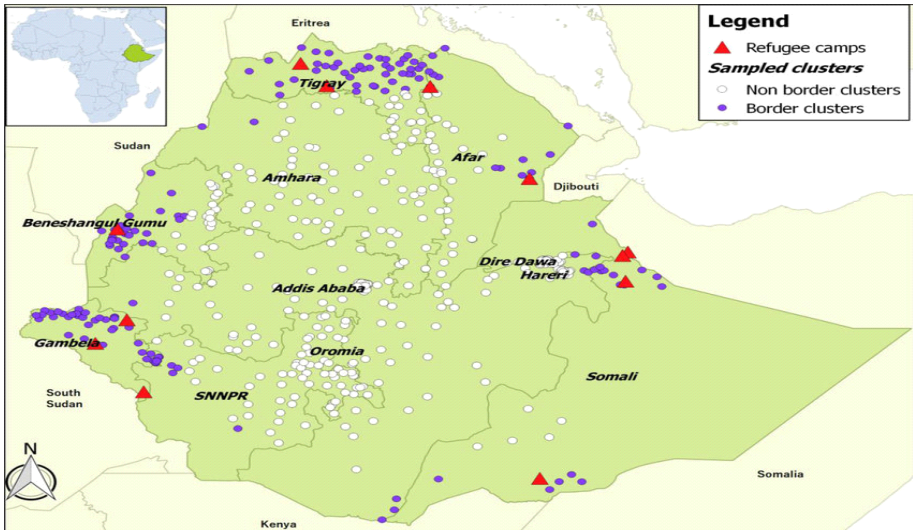 Eritrea
Legend
Refugee camps
Sampled clusters
Non border clusters
Border clusters
Tigray
Sudan
Afar
Amhara
Djibouti
Beneshangul Gumu
Dire Dawa
Hareri
Addis Ababa
Gambela
Oromia
Somali
South
Sudan
SNNPR
N
Somalia
Kenya